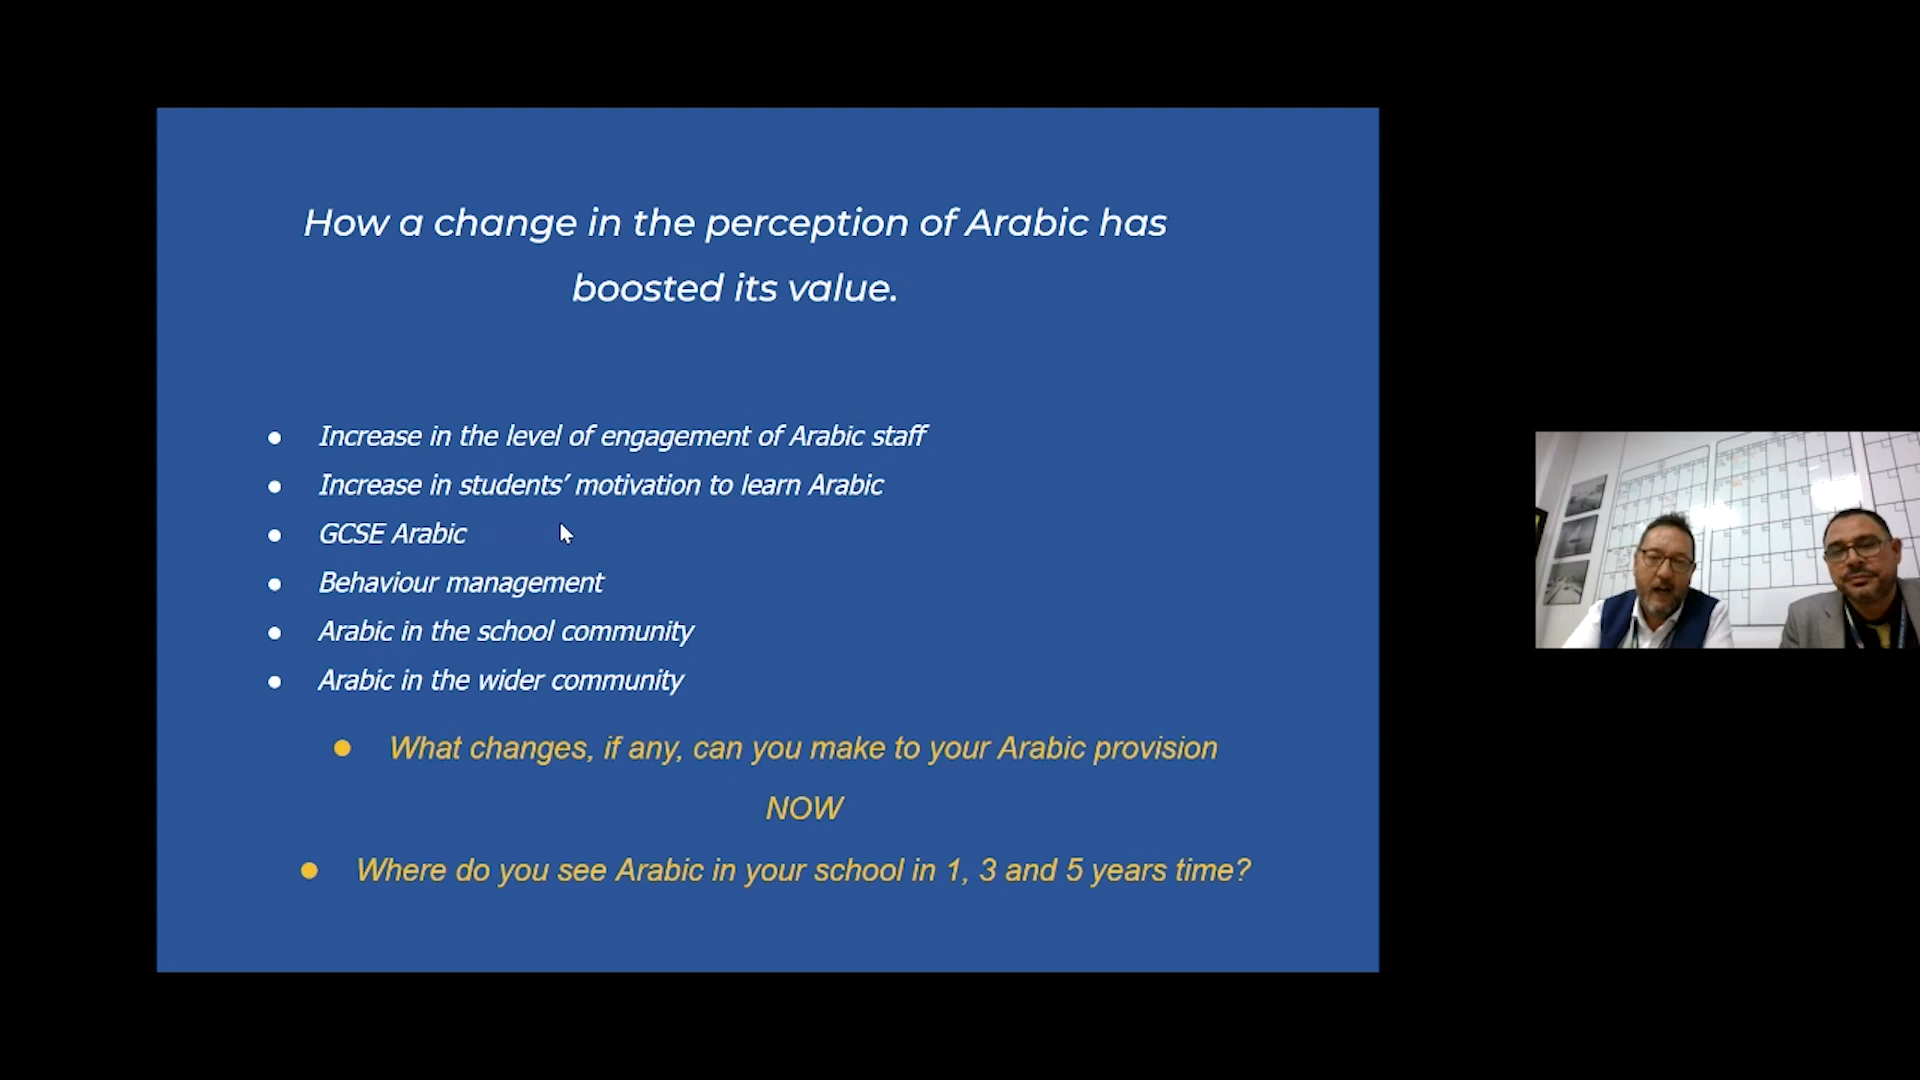 How a change in the perception of Arabic has
boosted its value.
● Increase in the level of engagement of Arabic staff
● Increase in students’ motivation to learn Arabic
● GCSE Arabic
● Behaviour management
● Arabic in the school community
● Arabic in the wider community
● What changes, if any, can you make to your Arabic provision
NOW
● Where do you see Arabic in your school in 1, 3 and 5 years time?